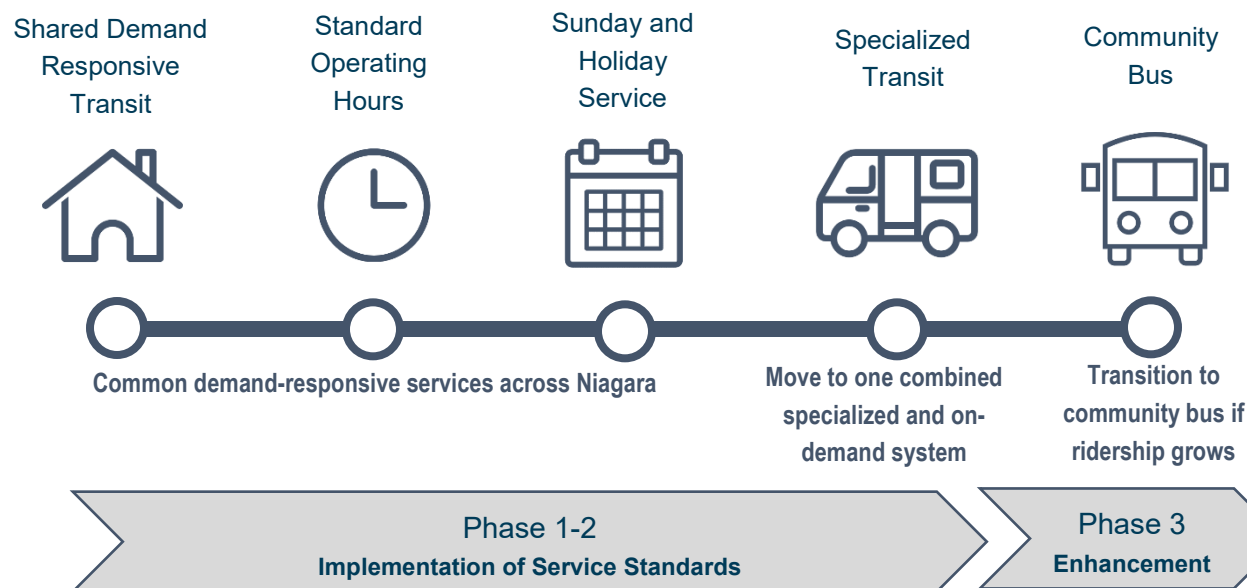 Shared Demand
Responsive
Transit
Standard
Operating
Hours
Sunday and
Holiday
Service
Specialized
Transit
Community
Bus
Common demand-responsive services across Niagara
Move to one combined
specialized and on-
demand system
Transition to
community bus if
ridership grows
Phase 1-2
Implementation of Service Standards
Phase 3
Enhancement